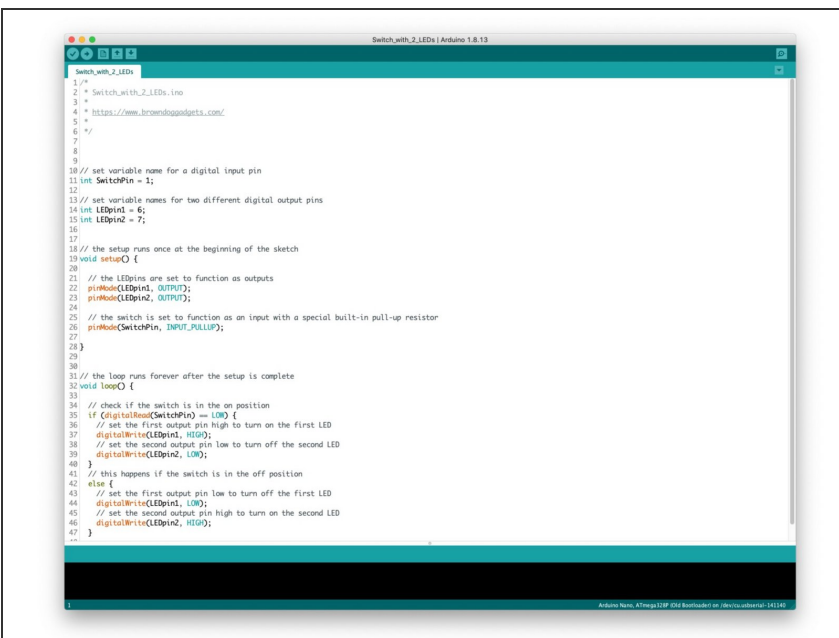 Switch_with_2_LEDs | Arduino 1.8.13
Switch_with_2_LEDs
1 /*
2 * Switch_with_2_LEDs.ino
3 *
4 * https://www.browndoggadgets.com/
5 *
6 */
7
8
9
10 // set variable name for a digital input pin
11 int SwitchPin = 1;
12
13 // set variable names for two different digital output pins
14 int LEDpin1 = 6;
15 int LEDpin2 = 7;
16
17
18 // the setup runs once at the beginning of the sketch
19 void setup() {
20
21 // the LEDpins are set to function as outputs
22 pinMode(LEDpin1, OUTPUT);
23 pinMode(LEDpin2, OUTPUT);
24
25 // the switch is set to function as an input with a special built-in pull-up resistor
26 pinMode(SwitchPin, INPUT_PULLUP);
27
28 }
29
30
31 // the loop runs forever after the setup is complete
32 void loop() {
33
34 // check if the switch is in the on position
35 if (digitalRead(SwitchPin) == LOW) {
36 // set the first output pin high to turn on the first LED
37 digitalWrite(LEDpin1, HIGH);
38 // set the second output pin low to turn off the second LED
39 digitalWrite(LEDpin2, LOW);
40 }
41 // this happens if the switch is in the off position
42 else {
43 // set the first output pin low to turn off the first LED
44 digitalWrite(LEDpin1, LOW);
45 // set the second output pin high to turn on the second LED
46 digitalWrite(LEDpin2, HIGH);
47 }
1
Arduino Nano, ATmega328P (Old Bootloader) on /dev/cu.usbserial-141140